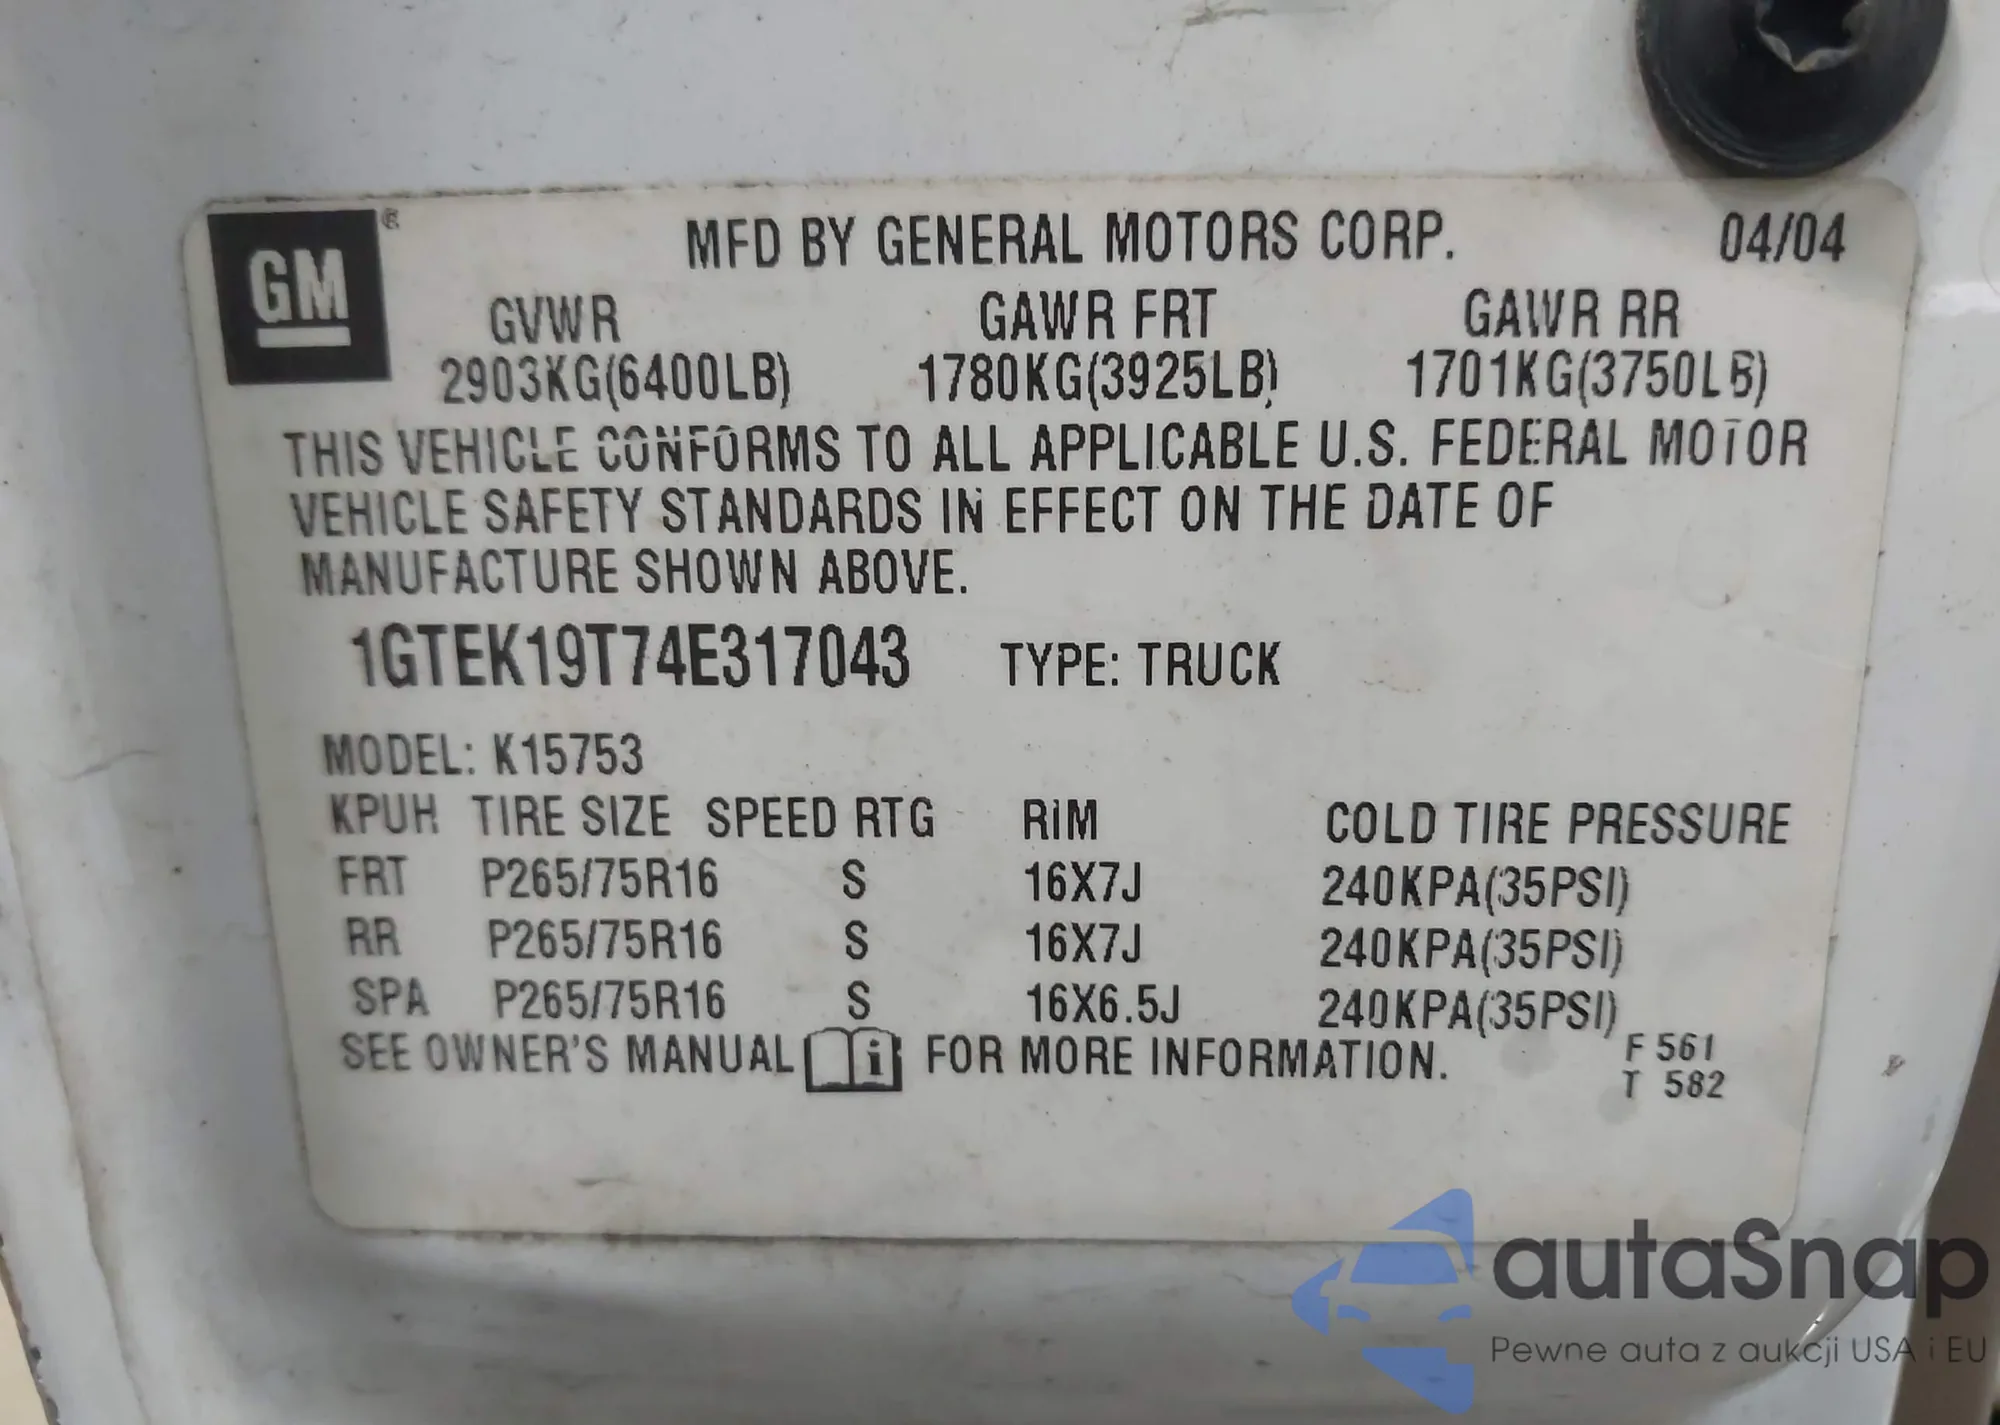 GM ®
MFD BY GENERAL MOTORS CORP. 04/04
GVWR GAWR FRT GAWR RR
2903KG(6400LB) 1780KG(3925LB) 1701KG(3750LB)
THIS VEHICLE CONFORMS TO ALL APPLICABLE U.S. FEDERAL MOTOR
VEHICLE SAFETY STANDARDS IN EFFECT ON THE DATE OF
MANUFACTURE SHOWN ABOVE.
1GTEK19T74E317043 TYPE: TRUCK
MODEL: K15753
KPUH TIRE SIZE SPEED RTG RIM COLD TIRE PRESSURE
FRT P265/75R16 S 16X7J 240KPA(35PSI)
RR P265/75R16 S 16X7J 240KPA(35PSI)
SPA P265/75R16 S 16X6.5J 240KPA(35PSI)
SEE OWNER'S MANUAL i FOR MORE INFORMATION.
F 561
T 582
autaSnap
Pewne auta z aukcji USA i EU